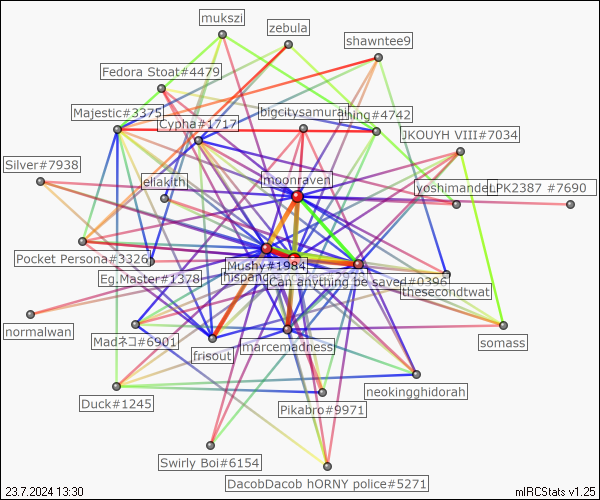 mukszi
zebula
shawntee9
Fedora Stoat#4479
Majestic#3375
bigcitysamurai
thing#4742
Cypha#1717
JKOUYH VIII#7034
Silver#7938
eliakith
moonraven
yoshimandel
LPK2387 #7690
Pocket Persona#3326
Mushy#1984
Eg.Master#1378
Can anything be saved#0396
thesecondtwat
normalwan
Madネコ#6901
frisout
marcemadness
somass
neokingghidorah
Duck#1245
Pikabro#9971
Swirly Boi#6154
DacobDacob hORNY police#5271
23.7.2024 13:30
mIRCStats v1.25